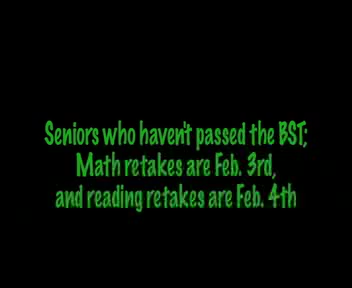 Seniors who haven't passed the BST;
Math retakes are Feb. 3rd,
and reading retakes are Feb. 4th